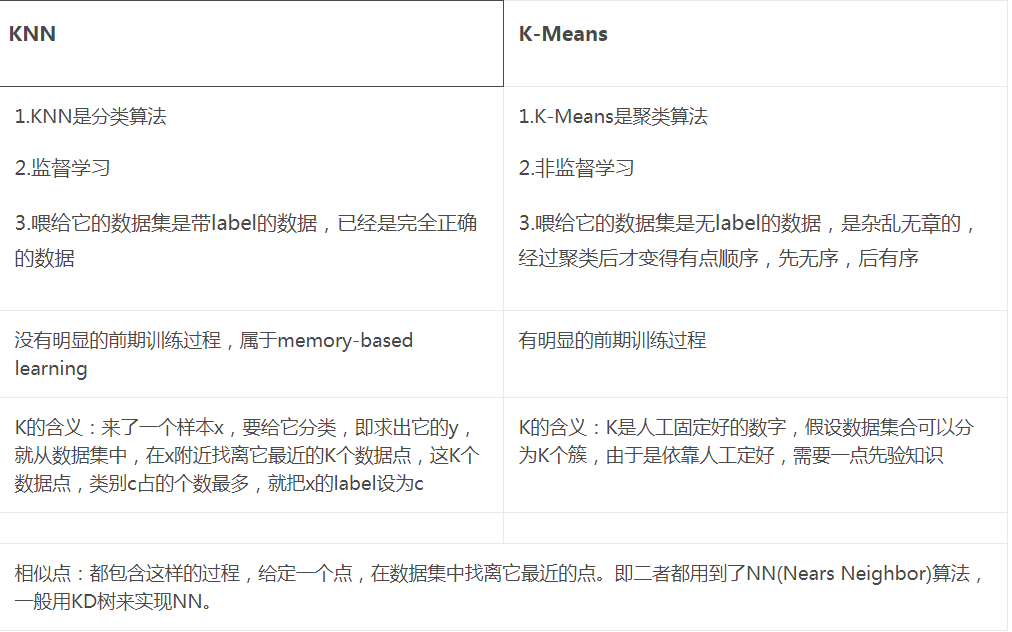 KNN
K-Means
1.KNN是分类算法
2.监督学习
3.喂给它的数据集是带label的数据，已经是完全正确
的数据
1.K-Means是聚类算法
2.非监督学习
3.喂给它的数据集是无label的数据，是杂乱无章的，
经过聚类后才变得有点顺序，先无序，后有序
没有明显的前期训练过程，属于memory-based
learning
有明显的前期训练过程
K的含义：来了一个样本x，要给它分类，即求出它的y，
就从数据集中，在x附近找离它最近的K个数据点，这K个
数据点，类别c占的个数最多，就把x的label设为c
K的含义：K是人工固定好的数字，假设数据集合可以分
为K个簇，由于是依靠人工定好，需要一点先验知识
相似点：都包含这样的过程，给定一个点，在数据集中找离它最近的点。即二者都用到了NN(Nears Neighbor)算法，
一般用KD树来实现NN。